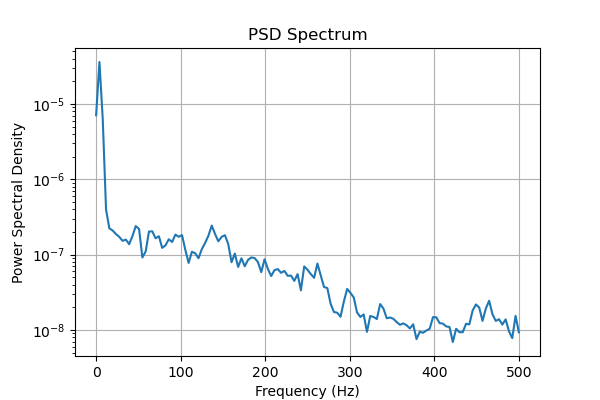 PSD Spectrum
Power Spectral Density
10⁻⁵
10⁻⁶
10⁻⁷
10⁻⁸
0 100 200 300 400 500
Frequency (Hz)